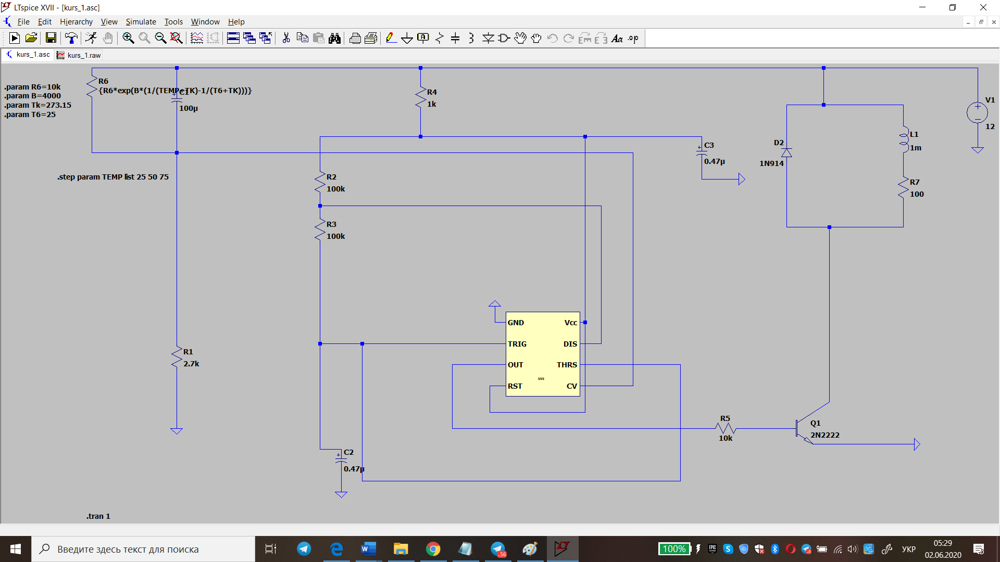 LTspice XVII - [kurs_1.asc]
File Edit Hierarchy View Simulate Tools Window Help
kurs_1.asc kurs_1.raw
.param R6=10k
.param B=4000
.param Tk=273.15
.param T6=25
R6
{R6*exp(B*(1/(TEMP+TK)-1/(T6+TK)))}
C1
100µ
R4
1k
V1
12
C3
0.47µ
D2
1N914
L1
1m
.step param TEMP list 25 50 75
R2
100k
R7
100
R3
100k
GND Vcc
TRIG DIS
OUT THRS
555
RST CV
R1
2.7k
R5
10k
Q1
2N2222
C2
0.47µ
.tran 1
Введите здесь текст для поиска
100%
УКР
05:29
02.06.2020